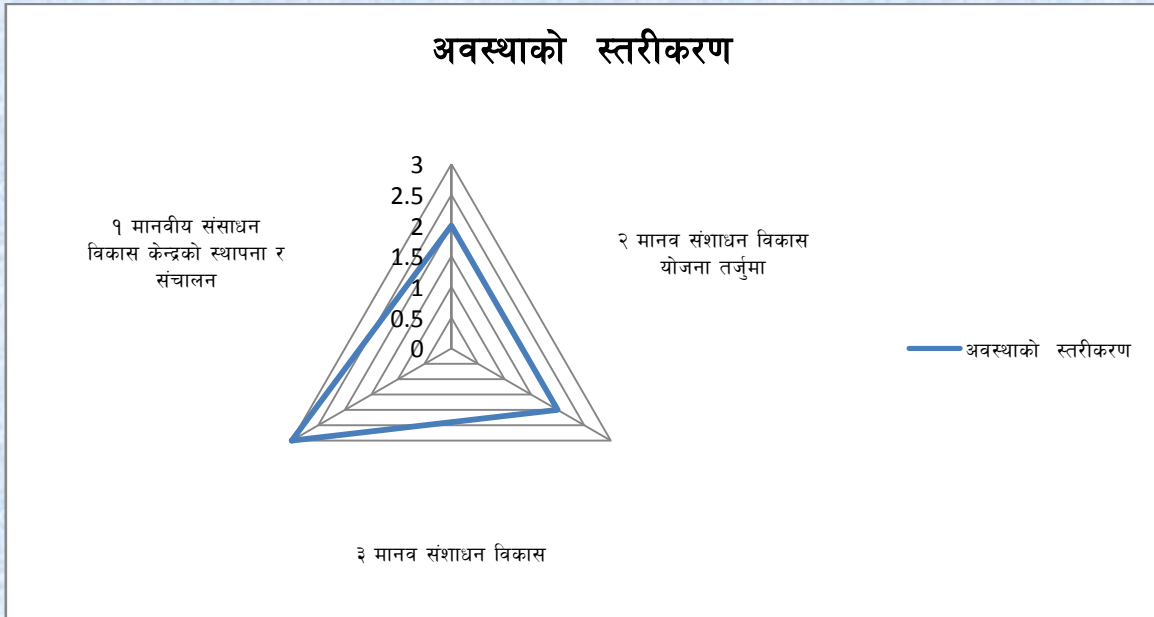 अवस्थाको स्तरीकरण
3
2.5
2
1.5
1
0.5
0
१ मानवीय संसाधन
विकास केन्द्रको स्थापना र
संचालन
२ मानव संशाधन विकास
योजना तर्जुमा
३ मानव संशाधन विकास
अवस्थाको स्तरीकरण